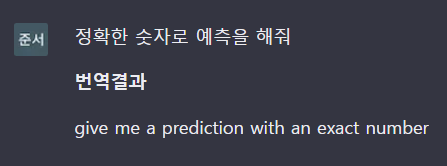 준서
정확한 숫자로 예측을 해줘
번역결과
give me a prediction with an exact number